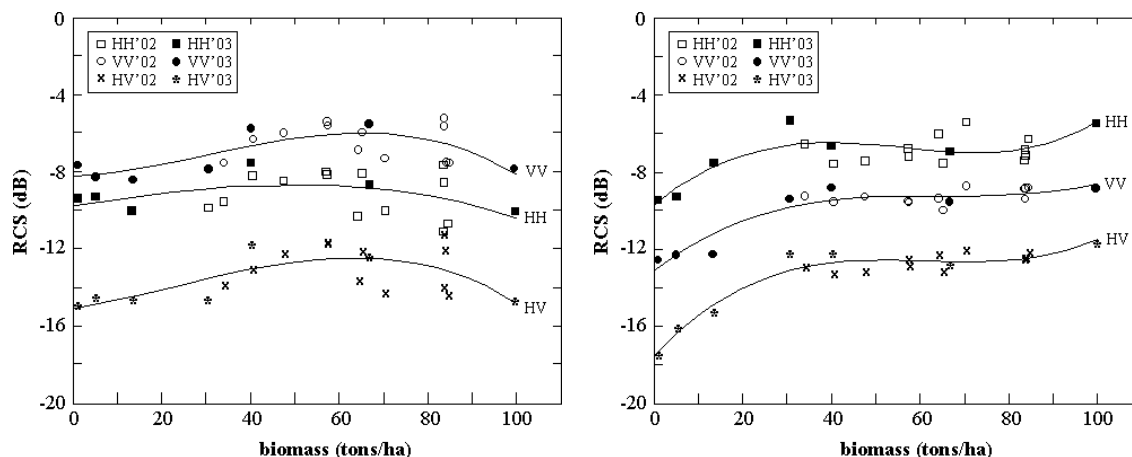 0
-4
-8
-12
-16
-20
RCS (dB)
HH'02 HH'03
VV'02 VV'03
HV'02 HV'03
VV
HH
HV
0 20 40 60 80 100
biomass (tons/ha)
0
-4
-8
-12
-16
-20
RCS (dB)
HH'02 HH'03
VV'02 VV'03
HV'02 HV'03
HH
VV
HV
0 20 40 60 80 100
biomass (tons/ha)